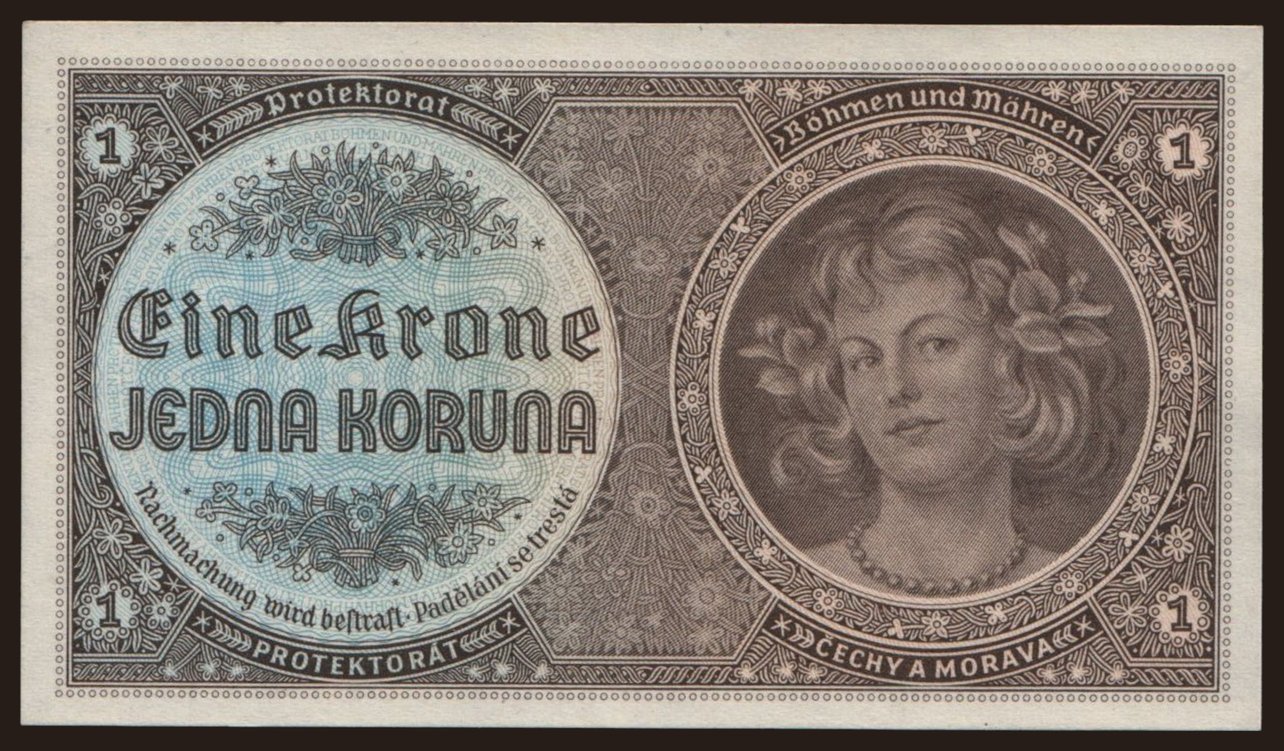 Protektorat
Böhmen und Mähren
1
1
Eine Krone
JEDNA KORUNA
Nachmachung wird bestraft · Padělání se trestá
1
1
PROTEKTORÁT
ČECHY A MORAVA